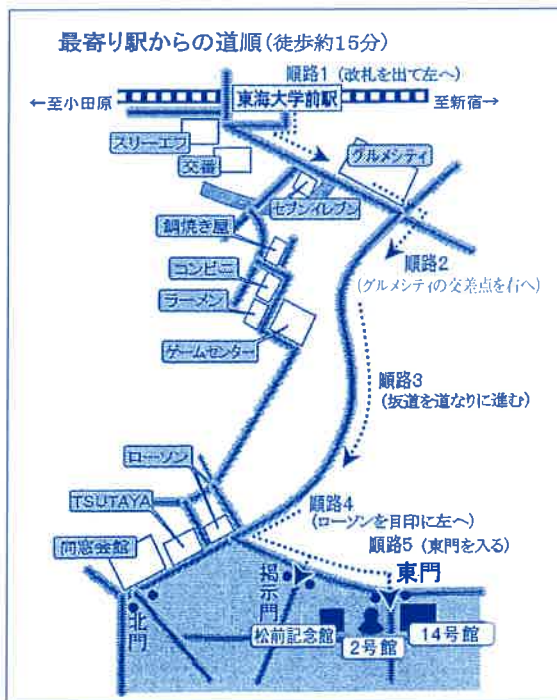 最寄り駅からの道順(徒歩約15分)
順路1(改札を出て左へ)
←至小田原
東海大学前駅
至新宿→
スリーエフ
交番
グルメシティ
セブンイレブン
鯛焼き屋
コンビニ
ラーメン
ゲームセンター
順路2
(グルメシティの交差点を右へ)
順路3
(坂道を道なりに進む)
ローソン
TSUTAYA
同窓会館
順路4
(ローソンを目印に左へ)
順路5(東門を入る)
東門
掲示門
北門
松前記念館
2号館
14号館